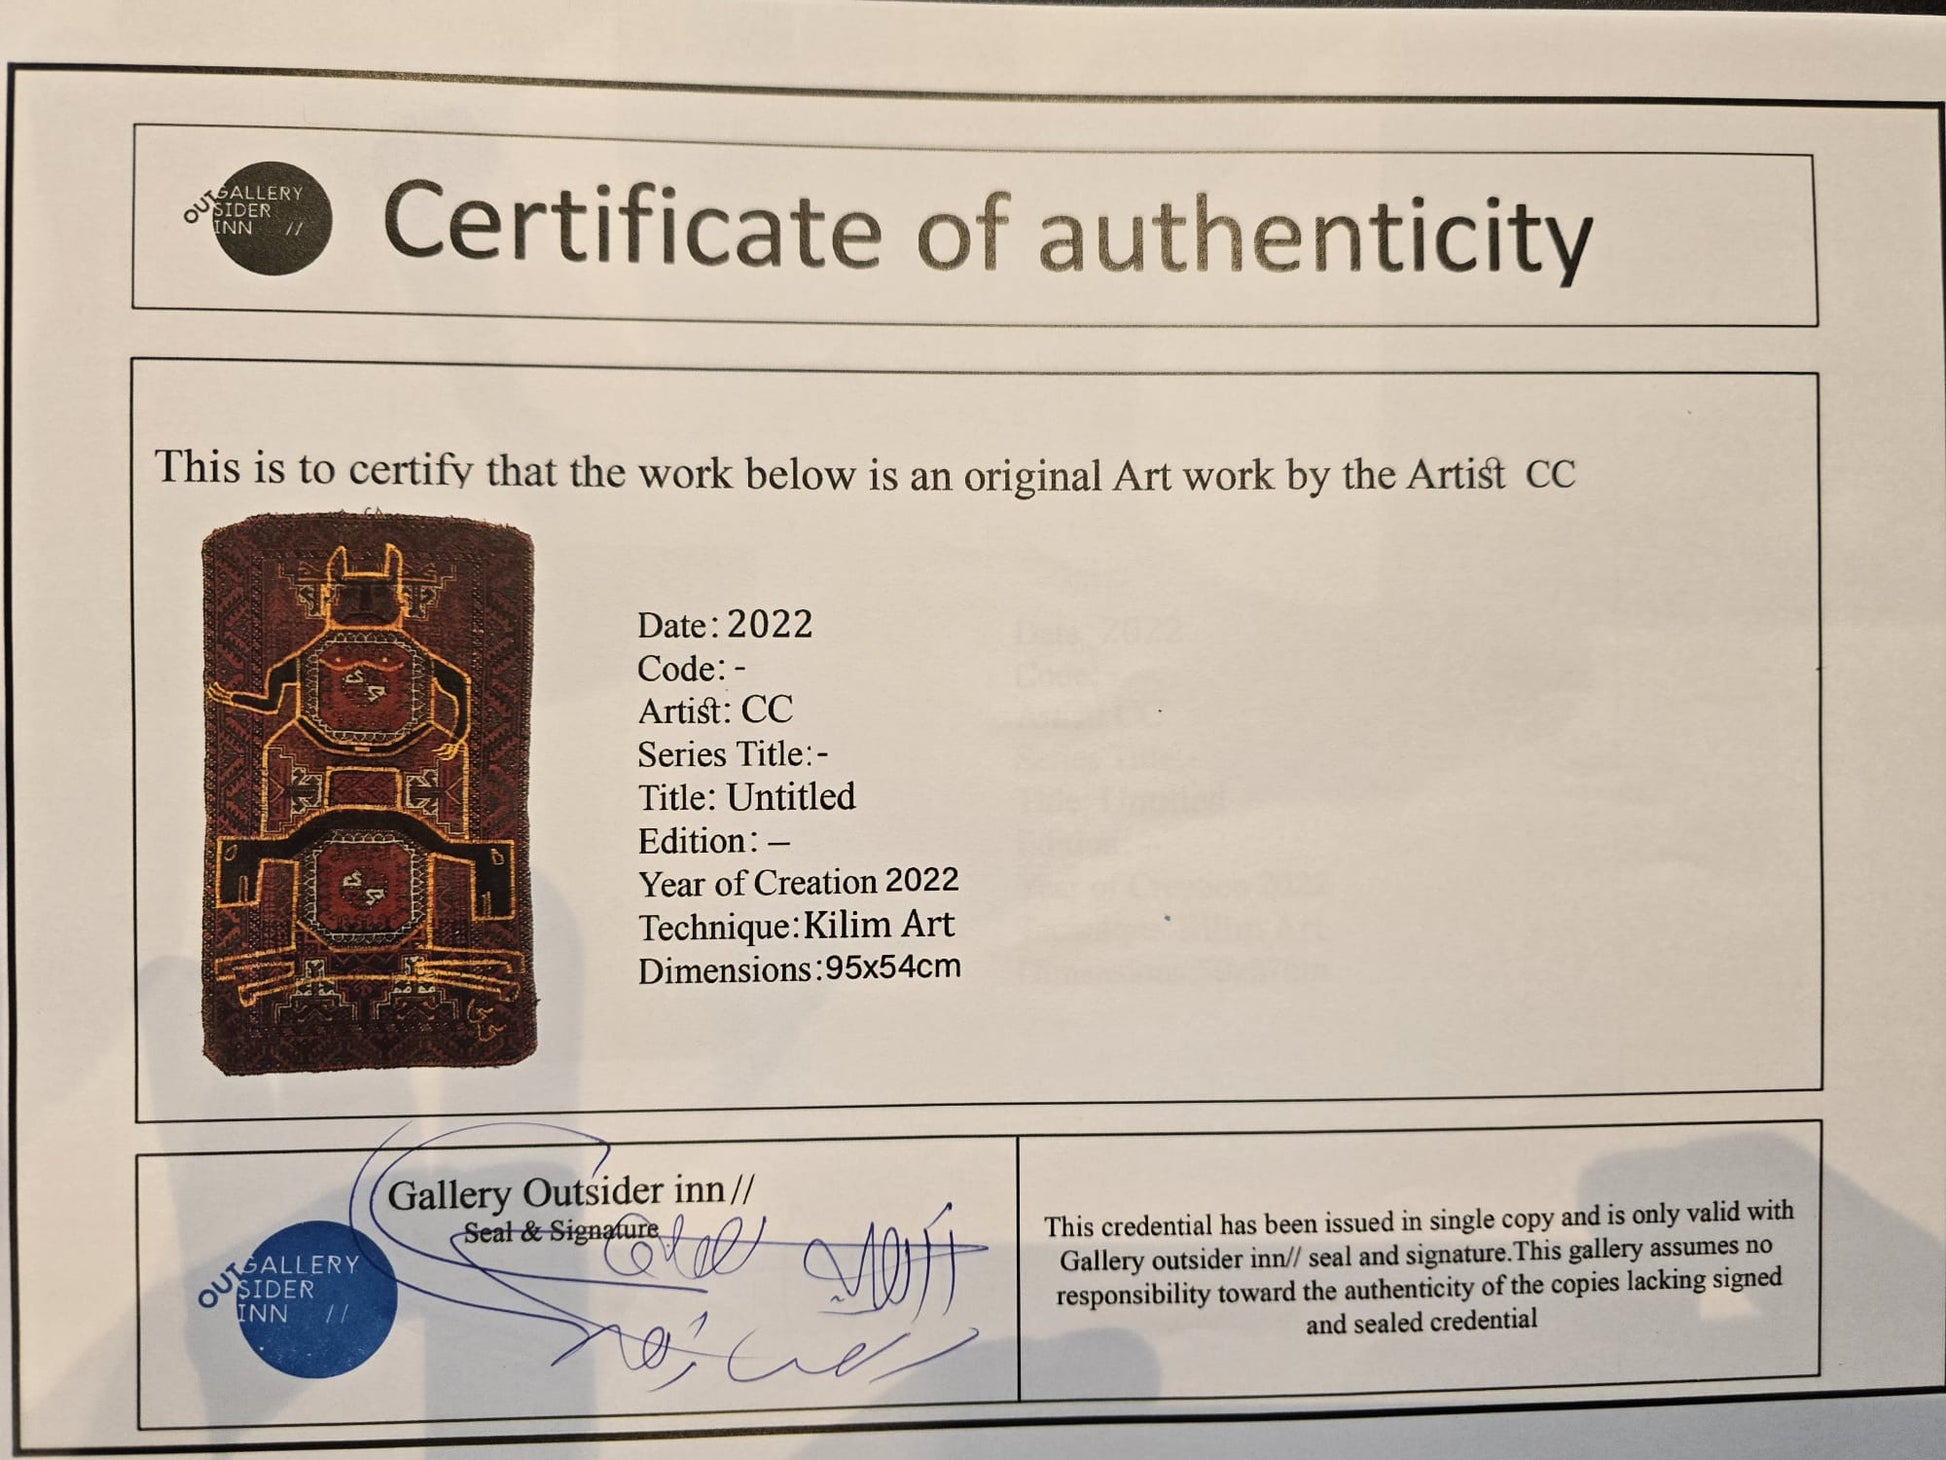 OUT GALLERY
SIDER
INN //
Certificate of authenticity
This is to certify that the work below is an original Art work by the Artist CC
Date: 2022
Code: -
Artist: CC
Series Title:-
Title: Untitled
Edition: –
Year of Creation 2022
Technique:Kilim Art
Dimensions:95x54cm
Gallery Outsider inn//
Seal & Signature
OUT GALLERY
SIDER
INN //
This credential has been issued in single copy and is only valid with
Gallery outsider inn// seal and signature.This gallery assumes no
responsibility toward the authenticity of the copies lacking signed
and sealed credential